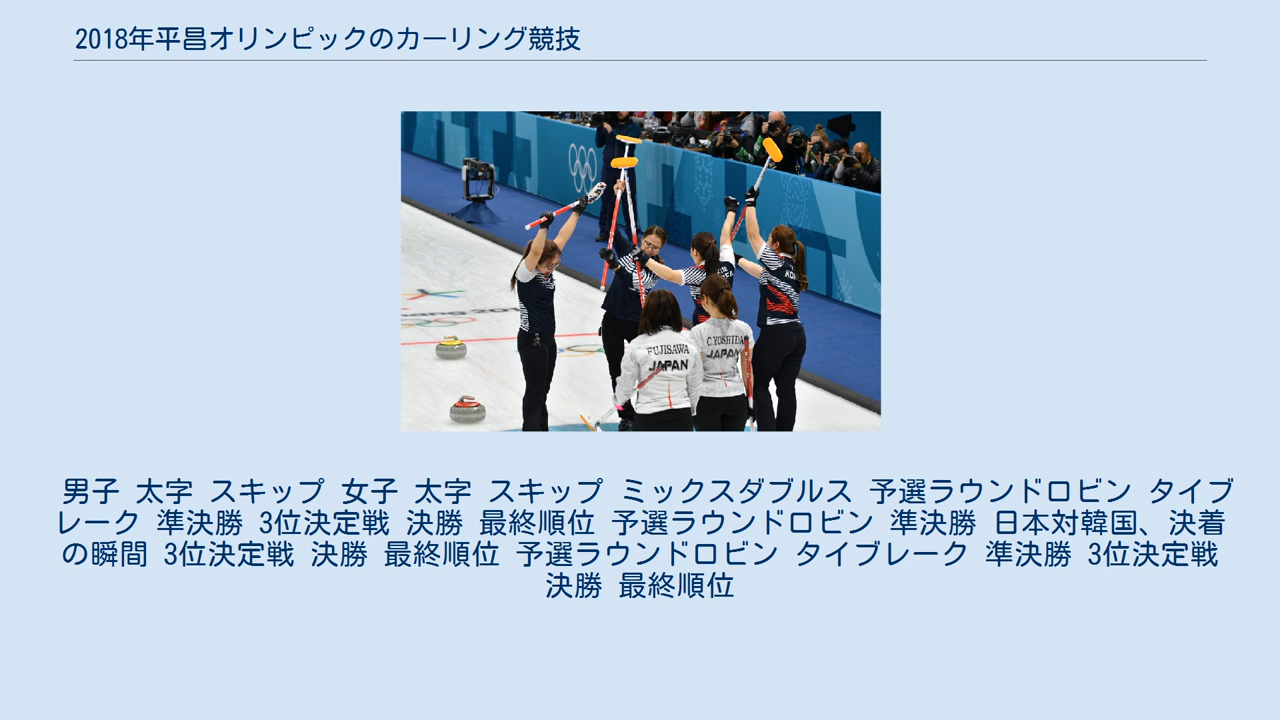 2018年平昌オリンピックのカーリング競技
FUJISAWA
JAPAN
C.YOSHIDA
JAPAN
男子 太字 スキップ 女子 太字 スキップ ミックスダブルス 予選ラウンドロビン タイブ
レーク 準決勝 3位決定戦 決勝 最終順位 予選ラウンドロビン 準決勝 日本対韓国、決着
の瞬間 3位決定戦 決勝 最終順位 予選ラウンドロビン タイブレーク 準決勝 3位決定戦
決勝 最終順位